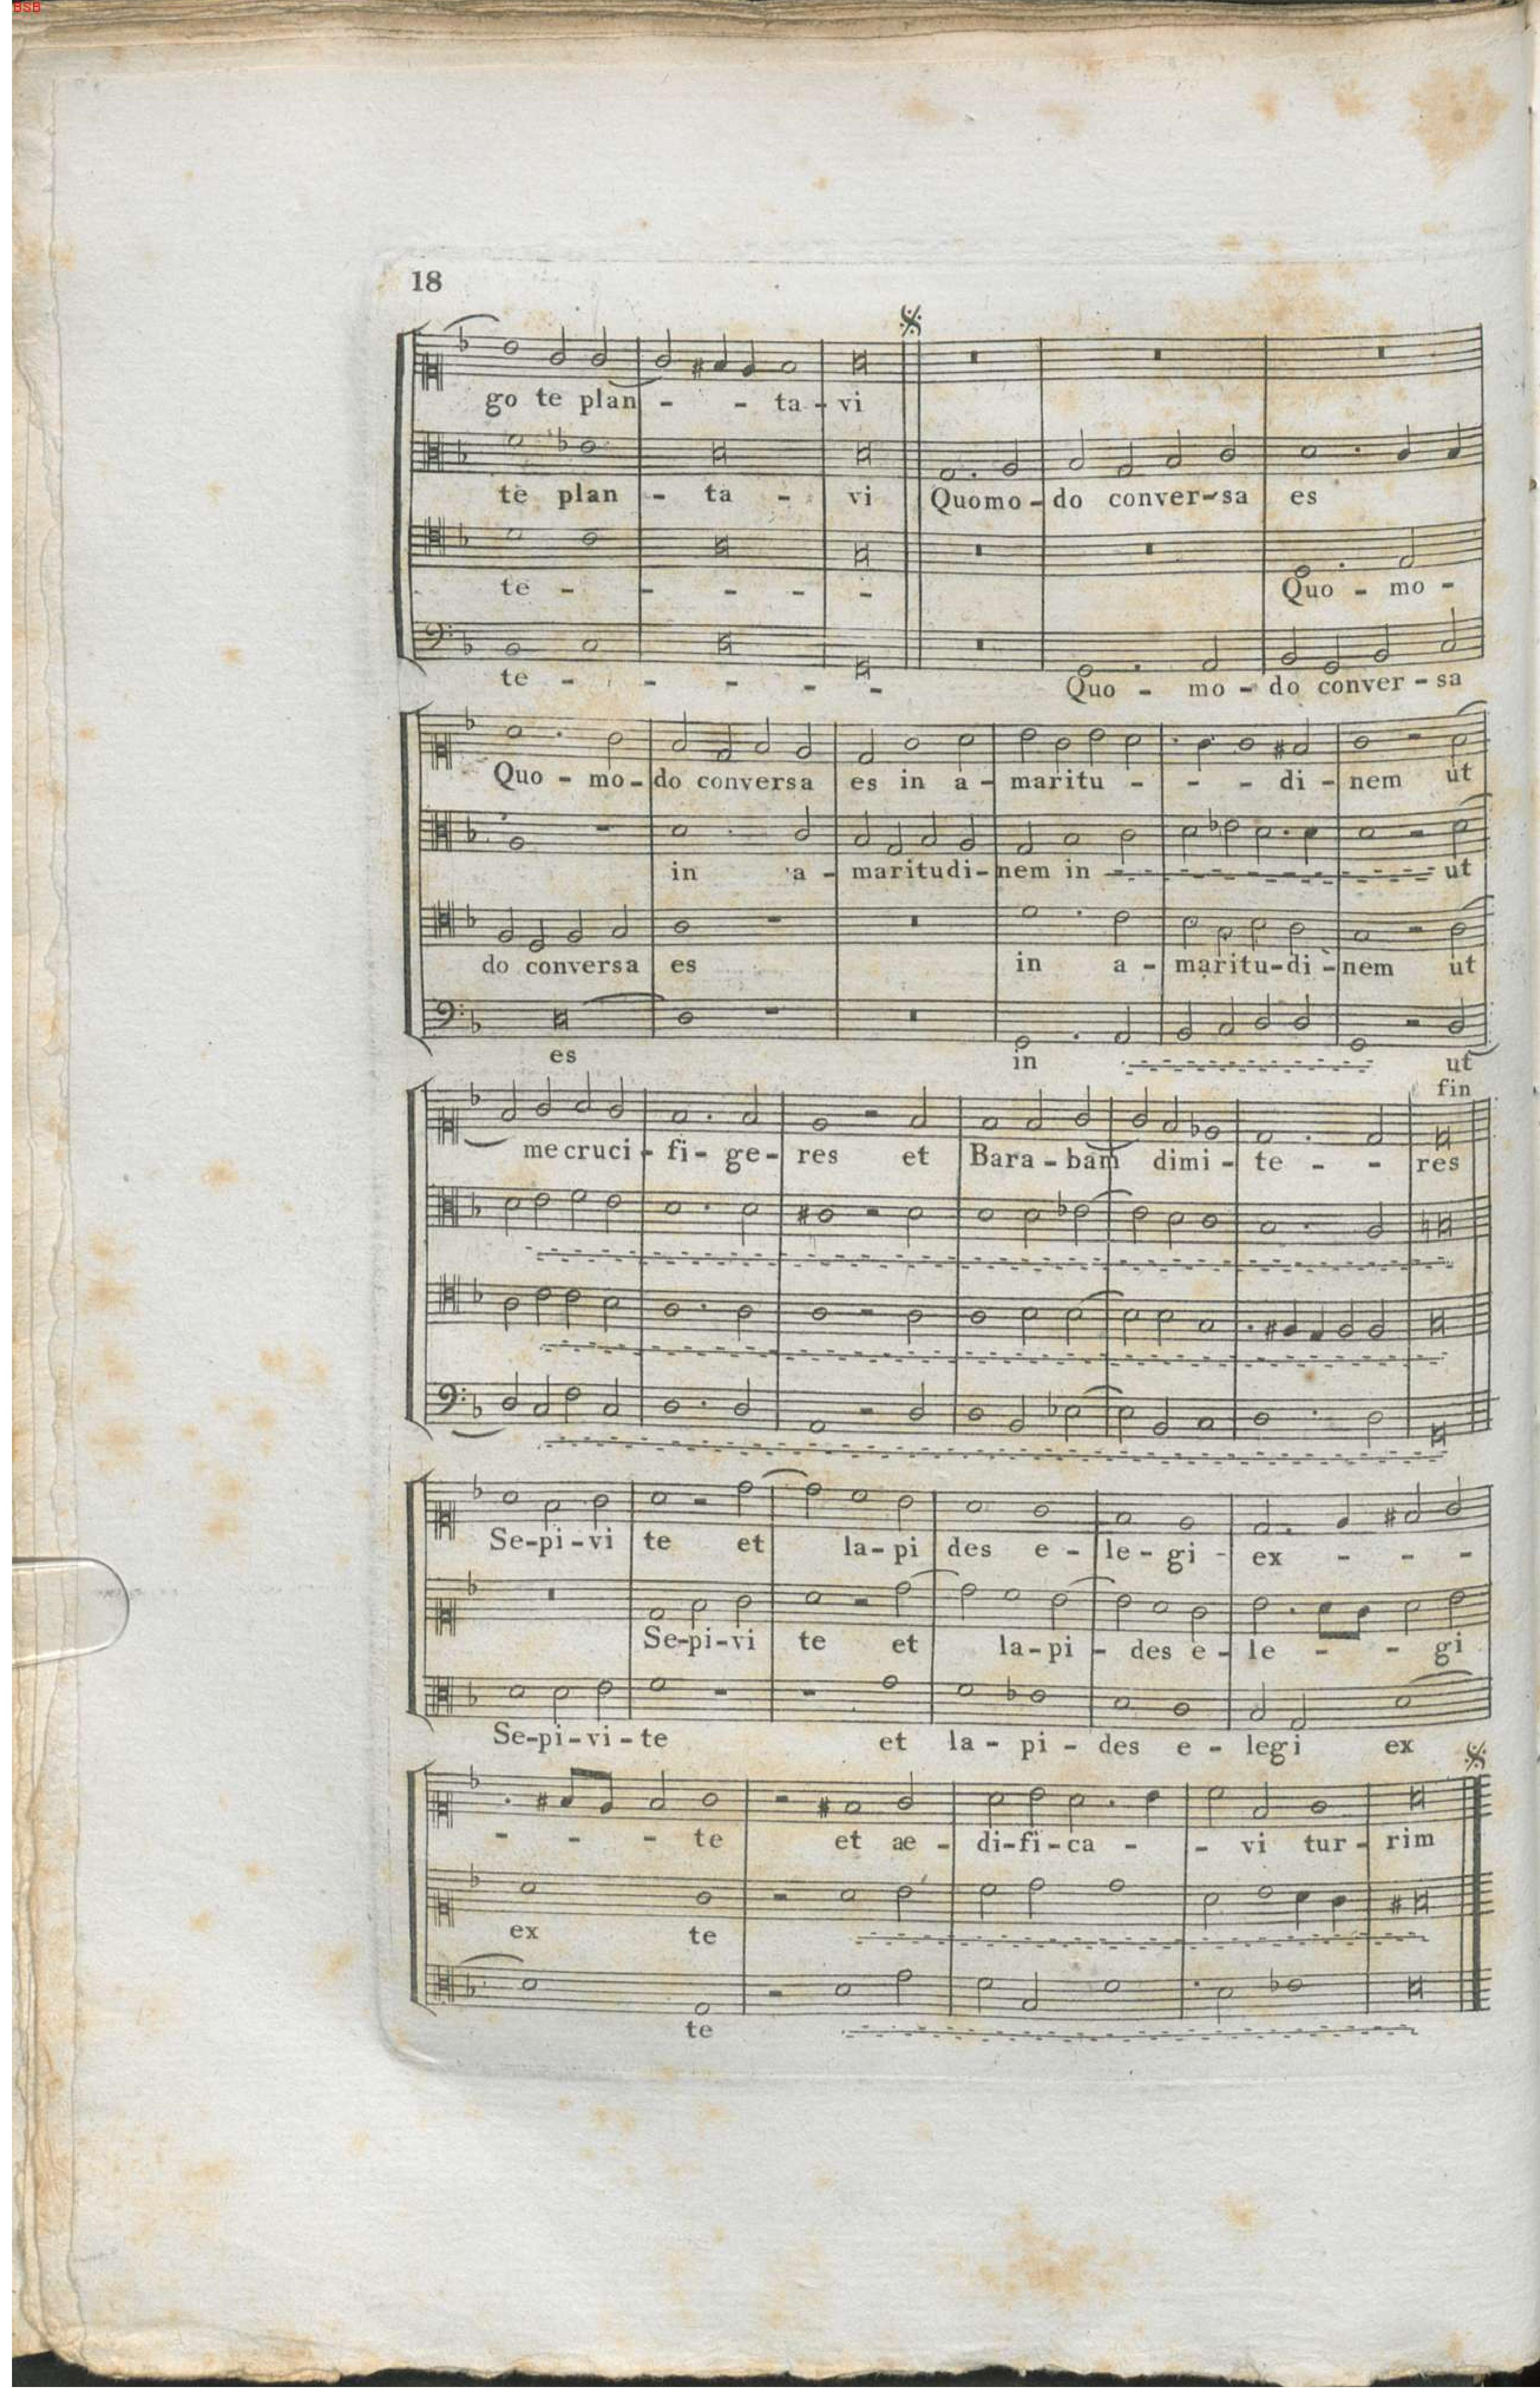 BSB
18
go te plan - - ta - vi
te plan - ta - vi Quomo - do conver - sa es
te - - - - - Quo - mo -
te - - - - - Quo - mo - do conver - sa
Quo - mo - do conversa es in a - maritu - - - di - nem ut
in a - maritudi - nem in ut
do conversa es in a - maritu - di - nem ut
es in ut
fin
me cruci - fi - ge - res et Bara - bam dimi - te - - res
Se - pi - vi te et la - pi des e - le - gi - ex - - -
Se - pi - vi te et la - pi - des e - le - - gi
Se - pi - vi - te et la - pi - des e - legi ex
- - - te et ae - di - fi - ca - - vi tur - rim
ex te
te